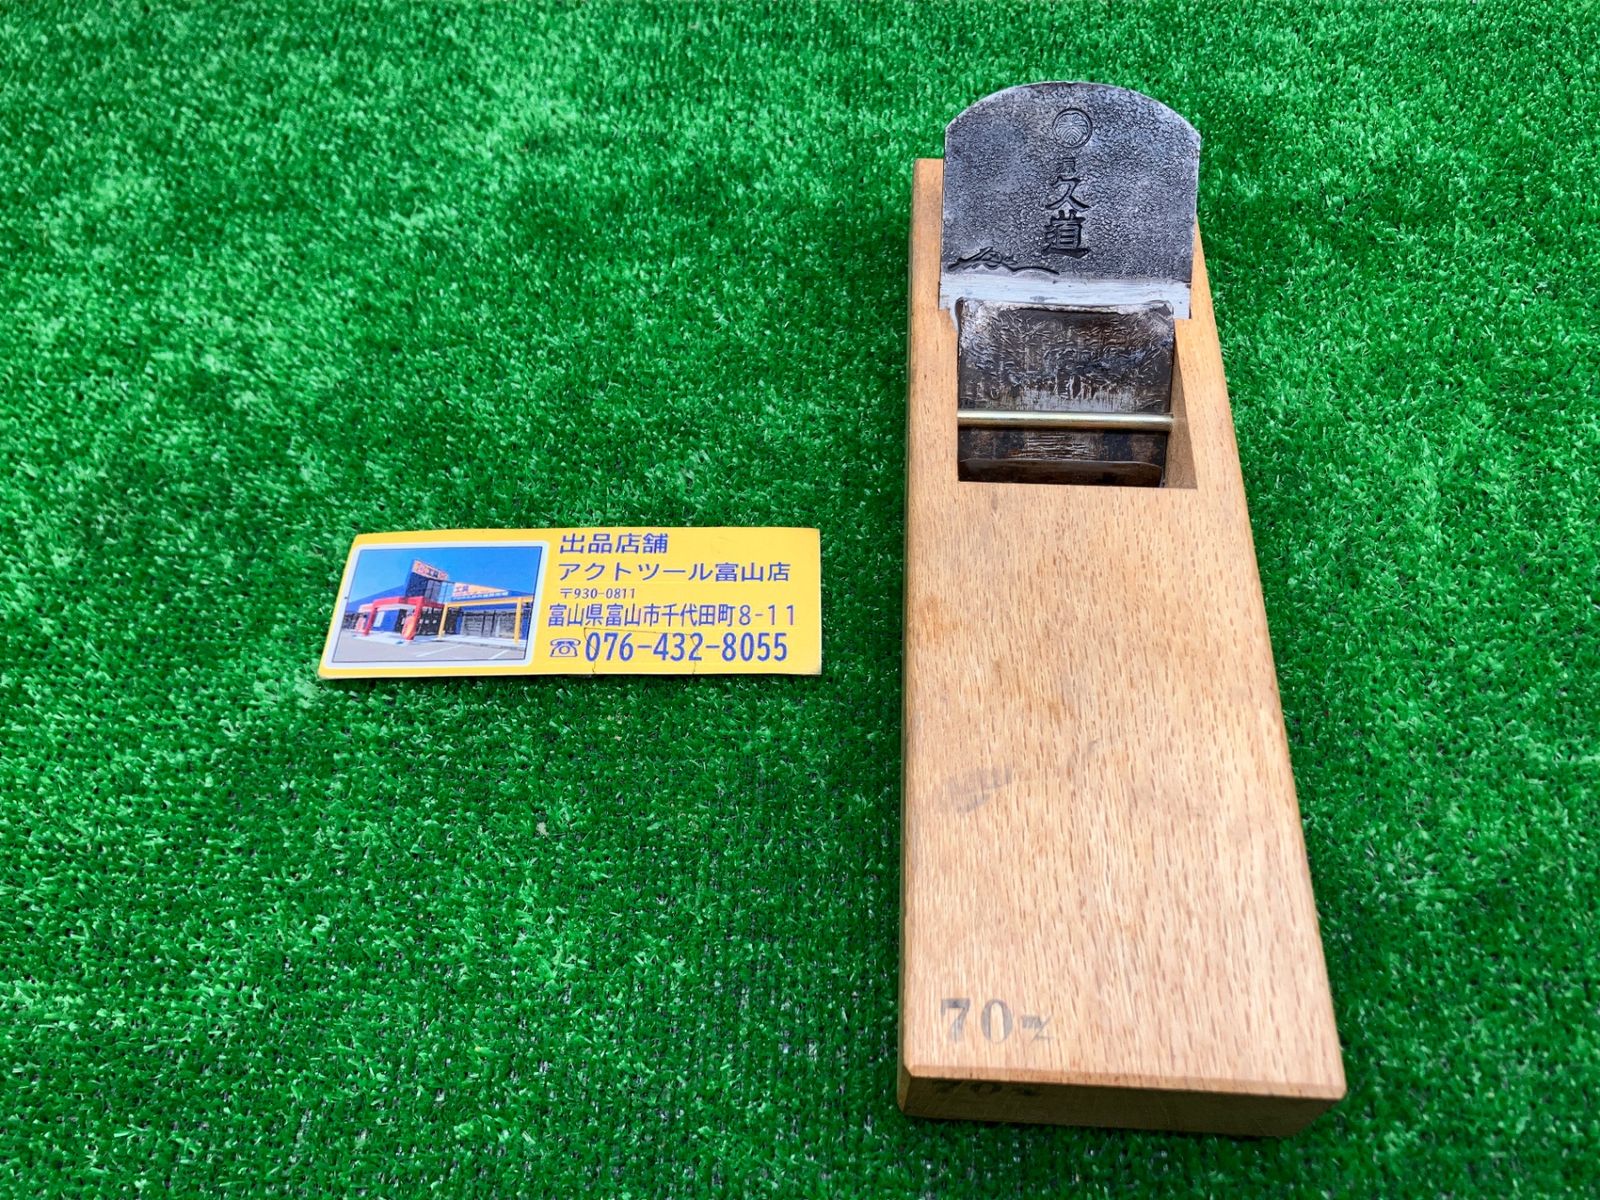 出品店舗
アクトツール富山店
〒930-0811
富山県富山市千代田町8-11
☎076-432-8055
久道
70m/m